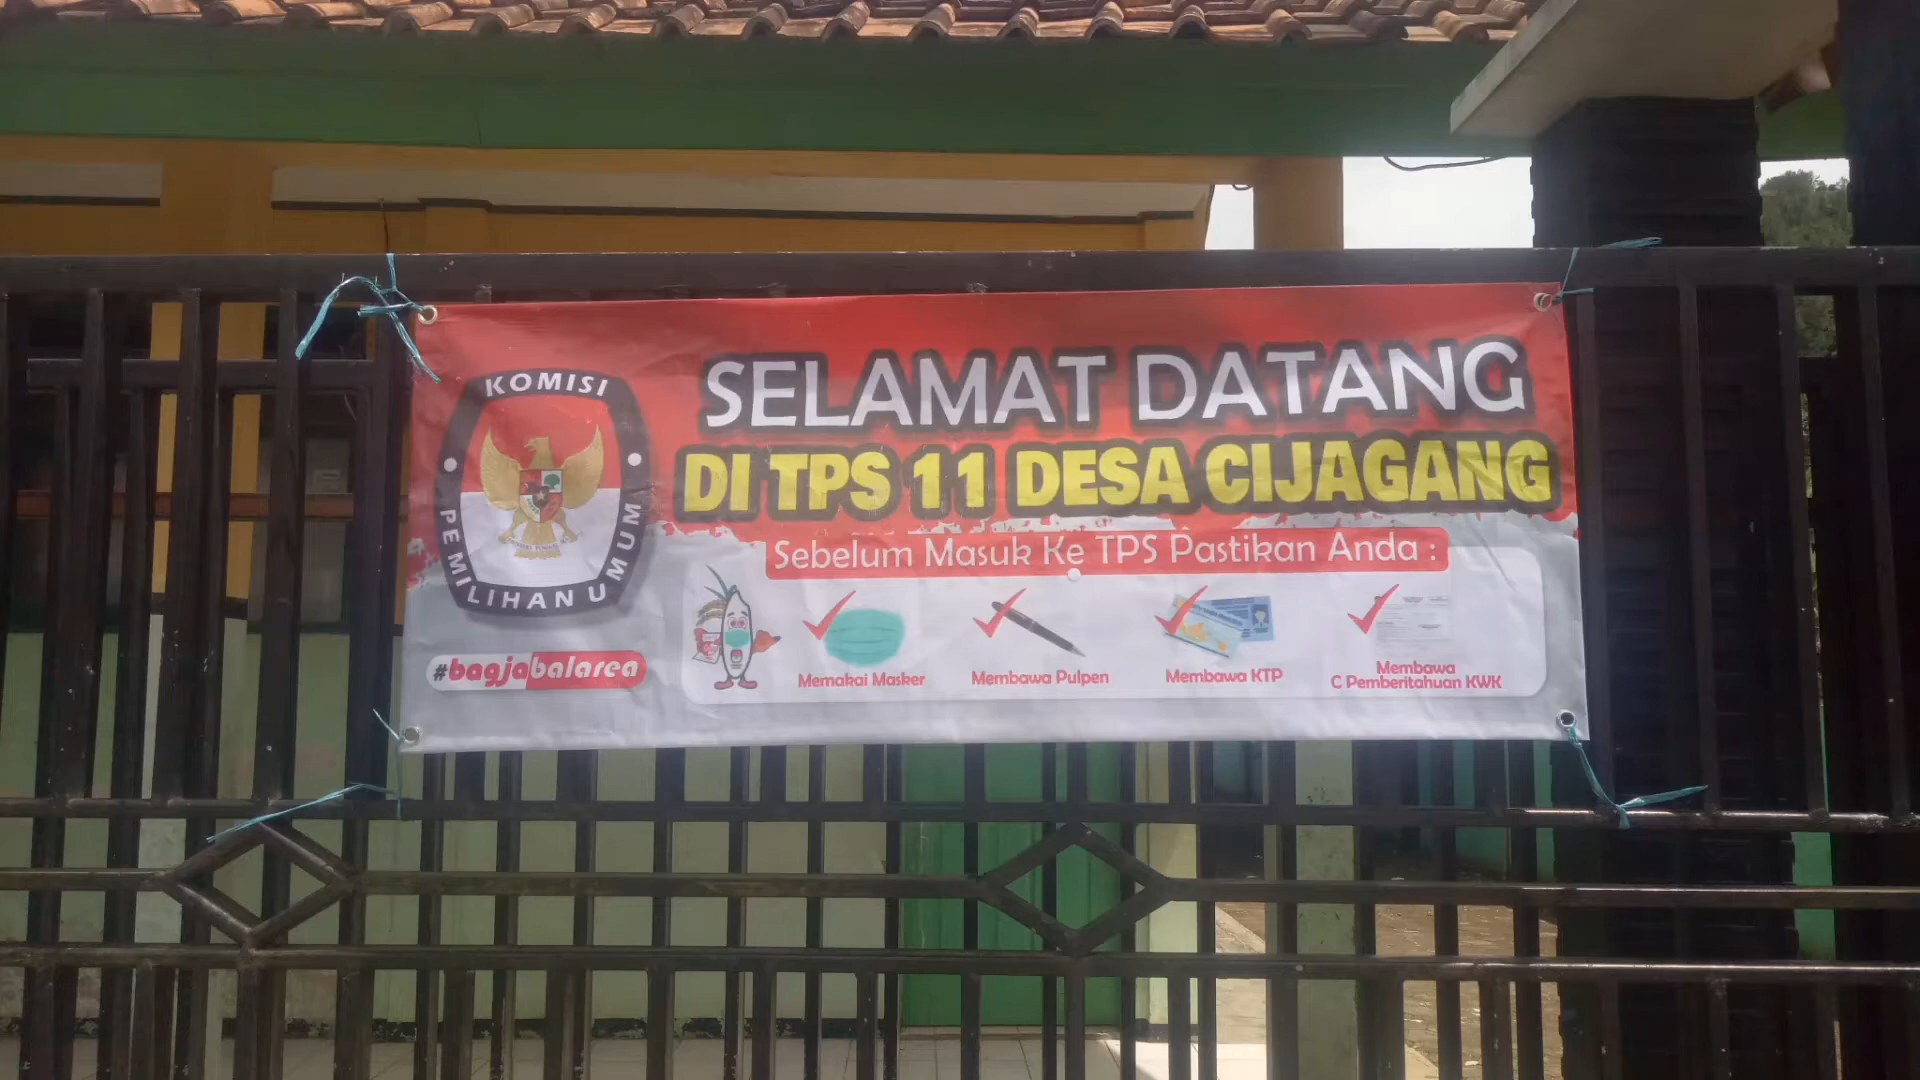 KOMISI
PEMILIHAN UMUM
SELAMAT DATANG
DI TPS 11 DESA CIJAGANG
Sebelum Masuk Ke TPS Pastikan Anda :
#bagjabalarea
Memakai Masker
Membawa Pulpen
Membawa KTP
Membawa
C Pemberitahuan KWK